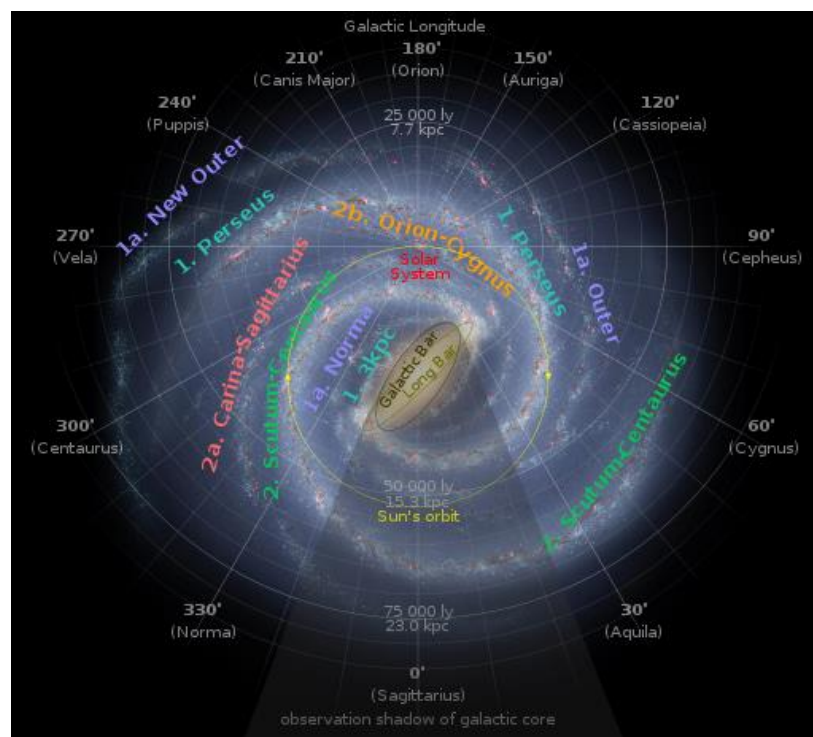 Galactic Longitude
180°
(Orion)
210°
(Canis Major)
150°
(Auriga)
240°
(Puppis)
120°
(Cassiopeia)
25 000 ly
7.7 kpc
1a. New Outer
1. Perseus
2b. Orion-Cygnus
1. Perseus
1a. Outer
270°
(Vela)
90°
(Cepheus)
Solar
System
2a. Carina-Sagittarius
2. Scutum-Centaurus
1a. Norma
1. 3kpc
Galactic Bar
Long Bar
2. Scutum-Centaurus
300°
(Centaurus)
60°
(Cygnus)
50 000 ly
15.3 kpc
Sun's orbit
75 000 ly
23.0 kpc
330°
(Norma)
30°
(Aquila)
0°
(Sagittarius)
observation shadow of galactic core